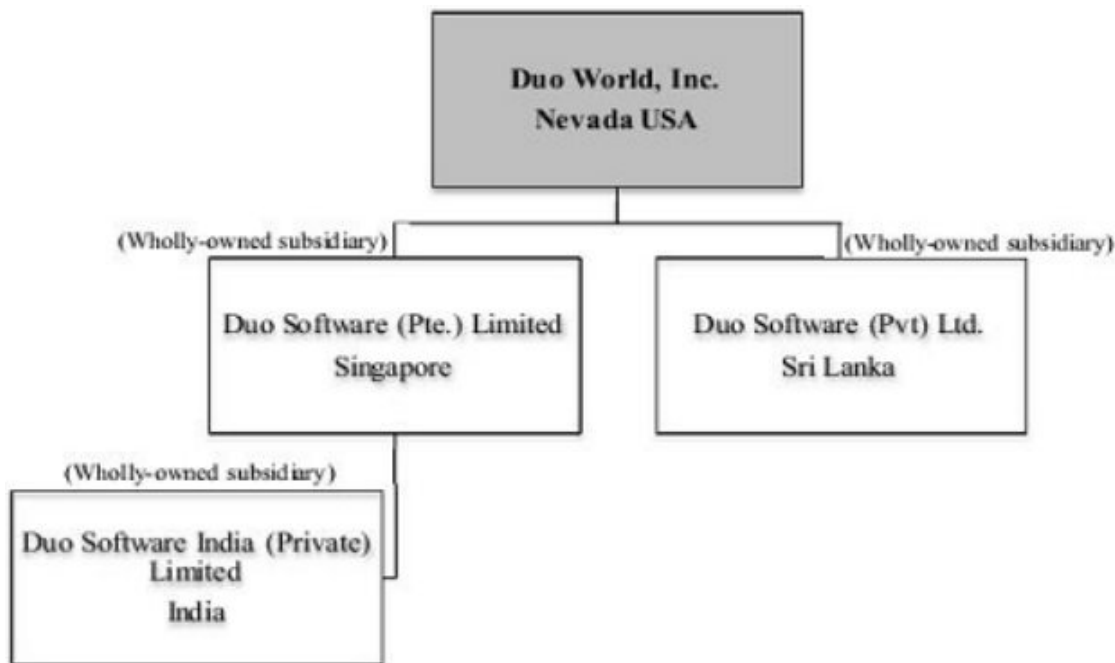 Duo World, Inc.
Nevada USA
(Wholly-owned subsidiary)
(Wholly-owned subsidiary)
Duo Software (Pte.) Limited
Singapore
Duo Software (Pvt) Ltd.
Sri Lanka
(Wholly-owned subsidiary)
Duo Software India (Private)
Limited
India